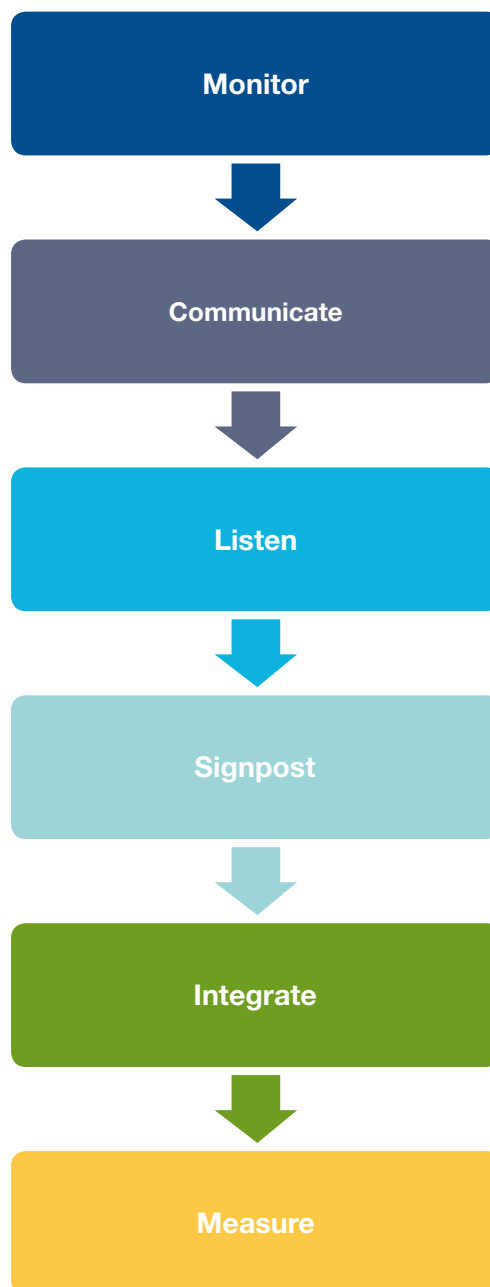 Monitor
Communicate
Listen
Signpost
Integrate
Measure